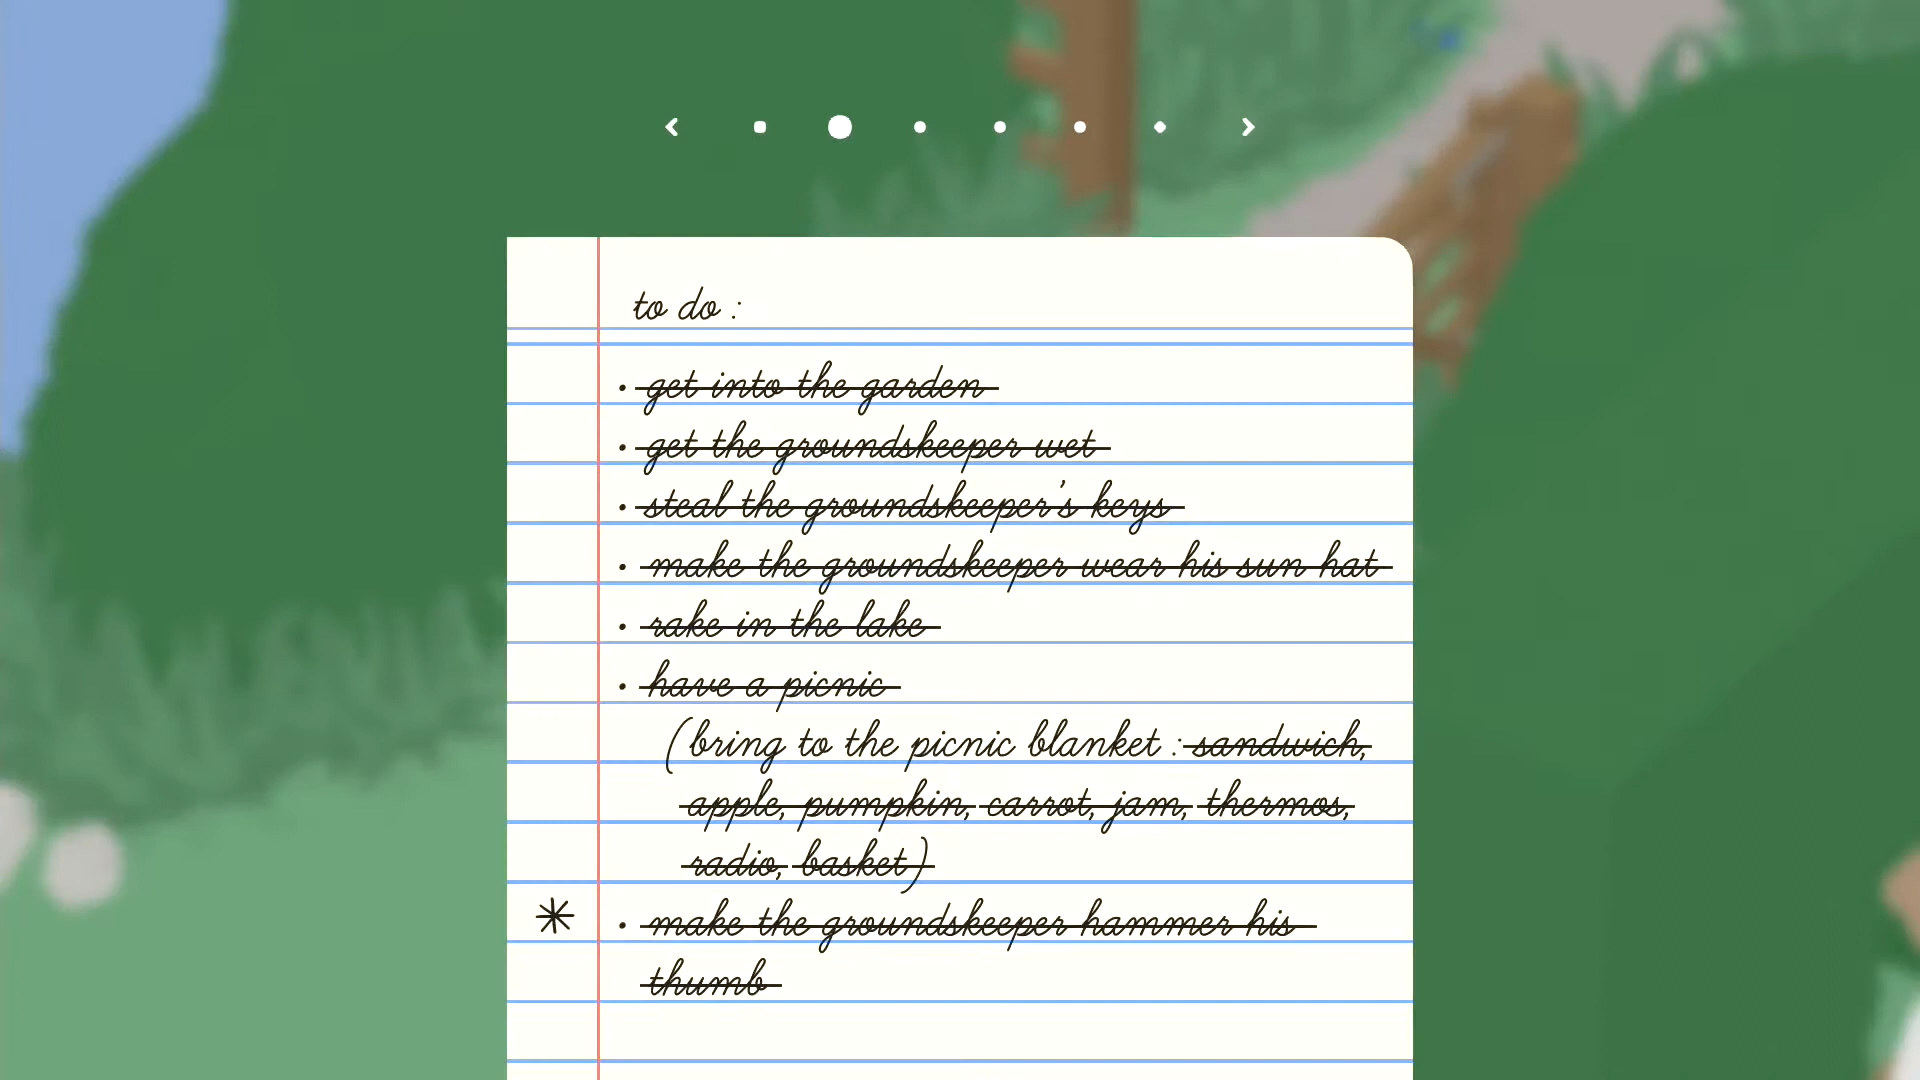 to do :
• get into the garden
• get the groundskeeper wet
• steal the groundskeeper's keys
• make the groundskeeper wear his sun hat
• rake in the lake
• have a picnic
(bring to the picnic blanket : sandwich,
apple, pumpkin, carrot, jam, thermos,
radio, basket)
* • make the groundskeeper hammer his
thumb